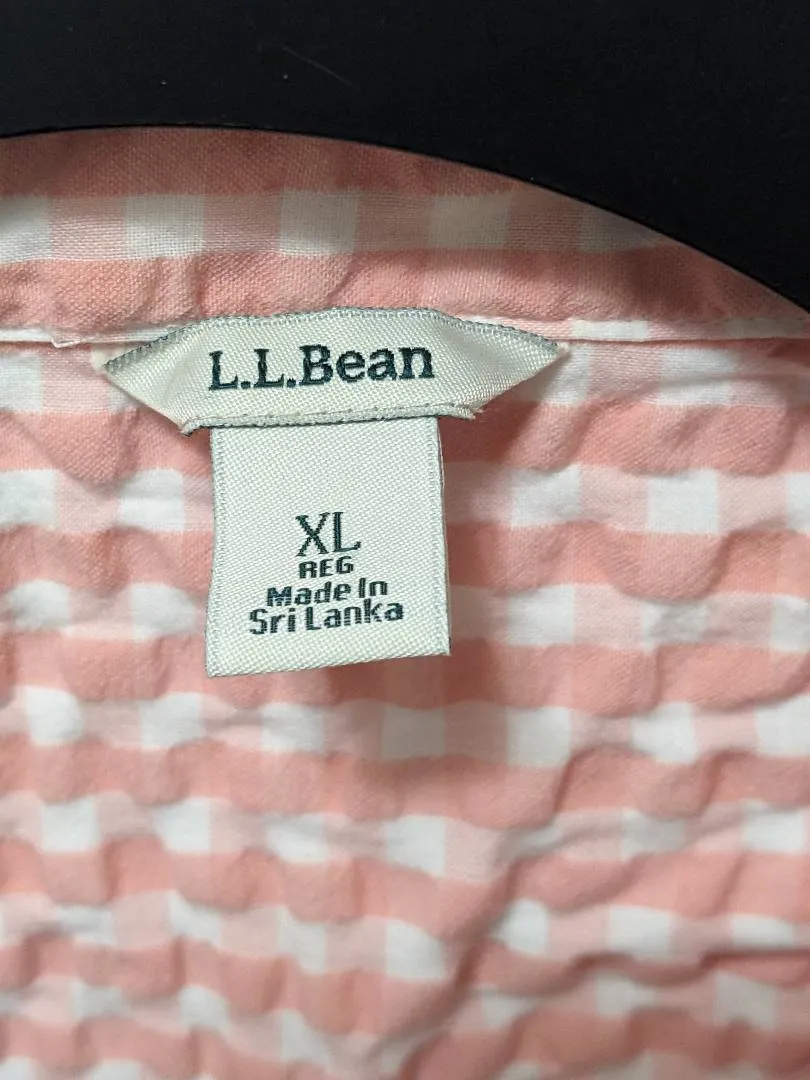 L.L.Bean
XL
REG
Made In
Sri Lanka